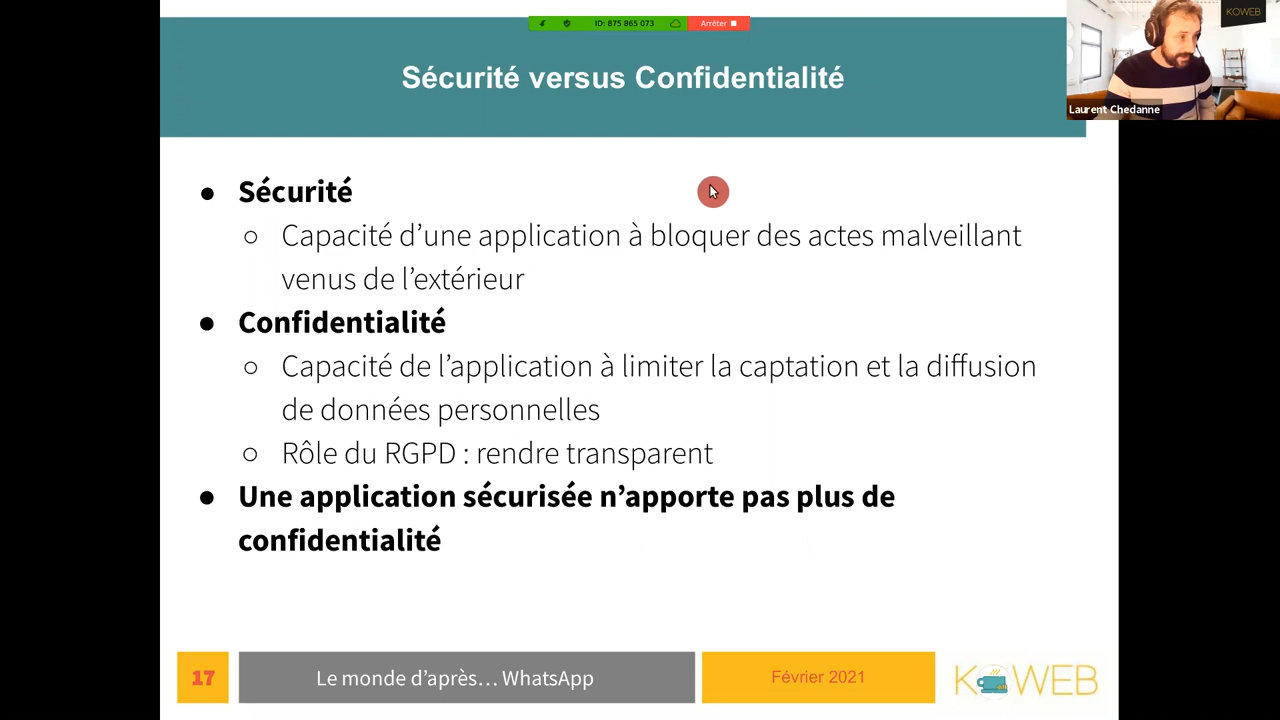 ID: 875 865 073
Arrêter
KOWEB
Laurent Chedanne
Sécurité versus Confidentialité
● Sécurité
○ Capacité d’une application à bloquer des actes malveillant
venus de l’extérieur
● Confidentialité
○ Capacité de l’application à limiter la captation et la diffusion
de données personnelles
○ Rôle du RGPD : rendre transparent
● Une application sécurisée n’apporte pas plus de
confidentialité
17
Le monde d’après… WhatsApp
Février 2021
KOWEB